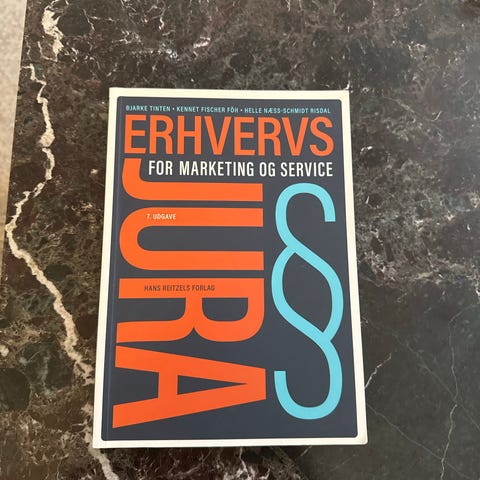 BJARKE TINTEN • KENNET FISCHER FÖH • HELLE NÆSS-SCHMIDT RISDAL
ERHVERVS
FOR MARKETING OG SERVICE
JURA
7. UDGAVE
HANS REITZELS FORLAG
§